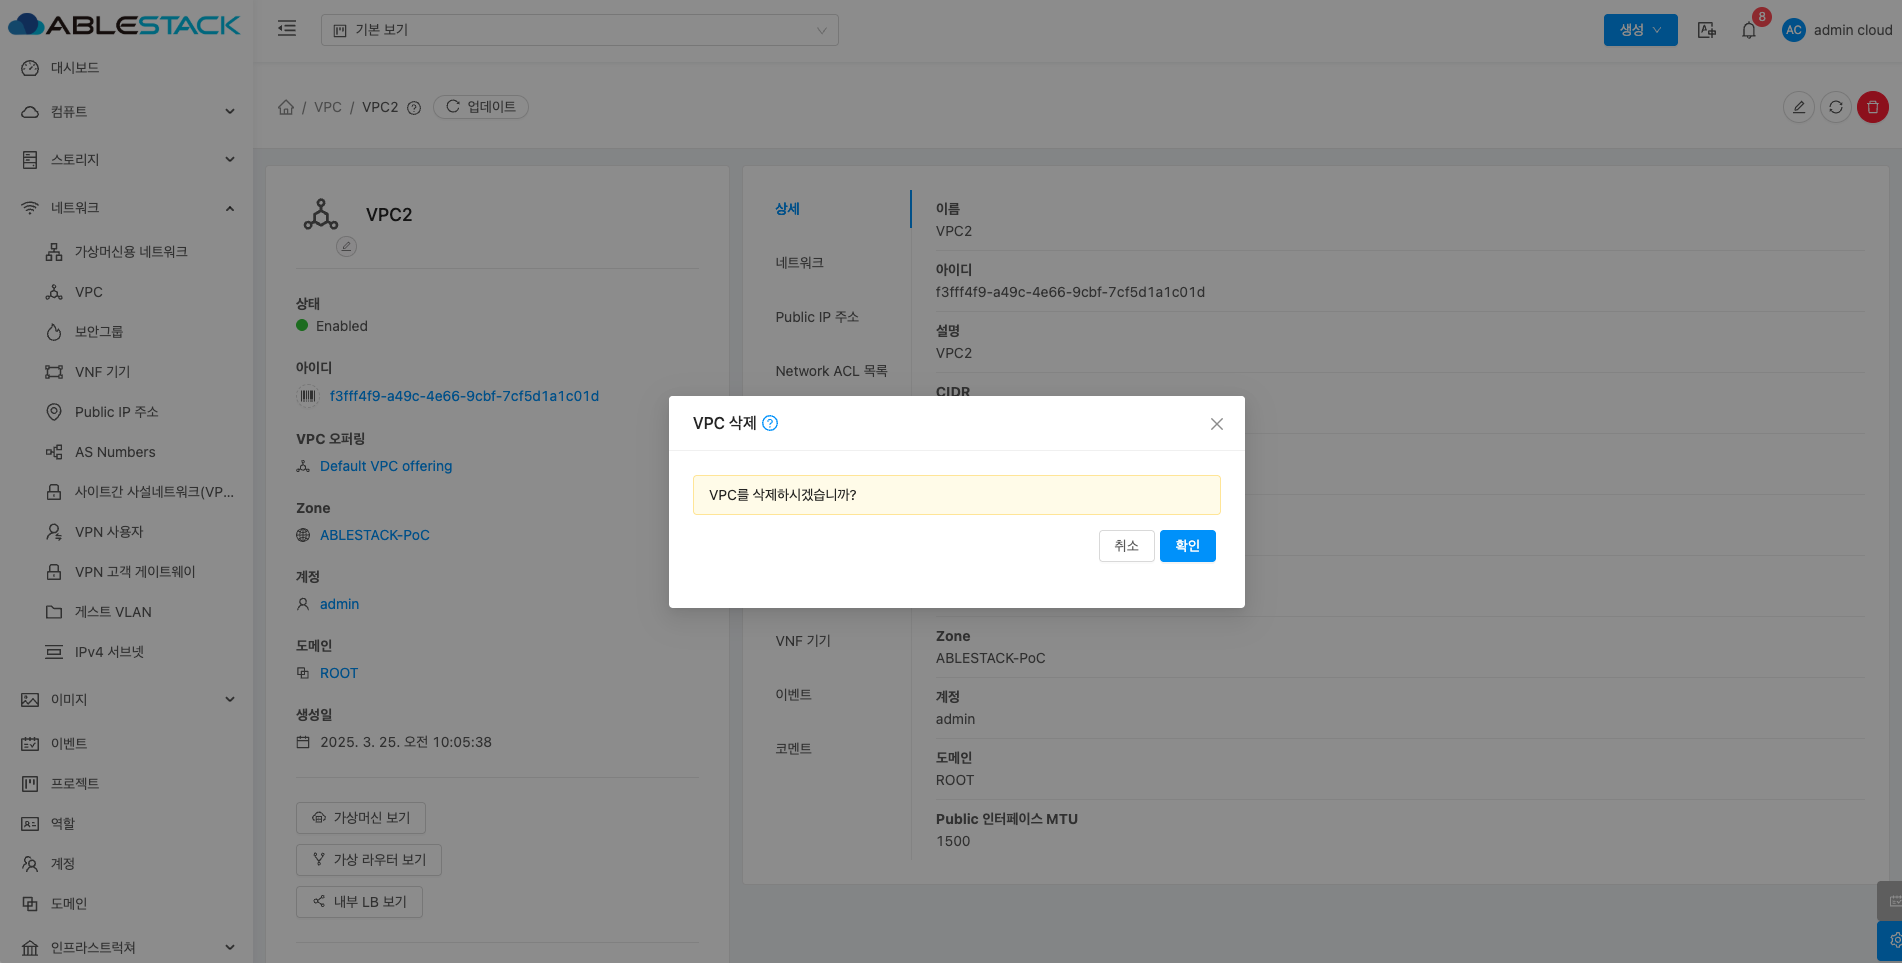 ABLESTACK
기본 보기
생성
8
AC
admin cloud
대시보드
컴퓨트
스토리지
네트워크
가상머신용 네트워크
VPC
보안그룹
VNF 기기
Public IP 주소
AS Numbers
사이트간 사설네트워크(VP...
VPN 사용자
VPN 고객 게이트웨이
게스트 VLAN
IPv4 서브넷
이미지
이벤트
프로젝트
역할
계정
도메인
인프라스트럭쳐
/ VPC / VPC2
업데이트
VPC2
상태
Enabled
아이디
f3fff4f9-a49c-4e66-9cbf-7cf5d1a1c01d
VPC 오퍼링
Default VPC offering
Zone
ABLESTACK-PoC
계정
admin
도메인
ROOT
생성일
2025. 3. 25. 오전 10:05:38
가상머신 보기
가상 라우터 보기
내부 LB 보기
상세
네트워크
Public IP 주소
Network ACL 목록
VNF 기기
이벤트
코멘트
이름
VPC2
아이디
f3fff4f9-a49c-4e66-9cbf-7cf5d1a1c01d
설명
VPC2
CIDR
Zone
ABLESTACK-PoC
계정
admin
도메인
ROOT
Public 인터페이스 MTU
1500
VPC 삭제
VPC를 삭제하시겠습니까?
취소
확인